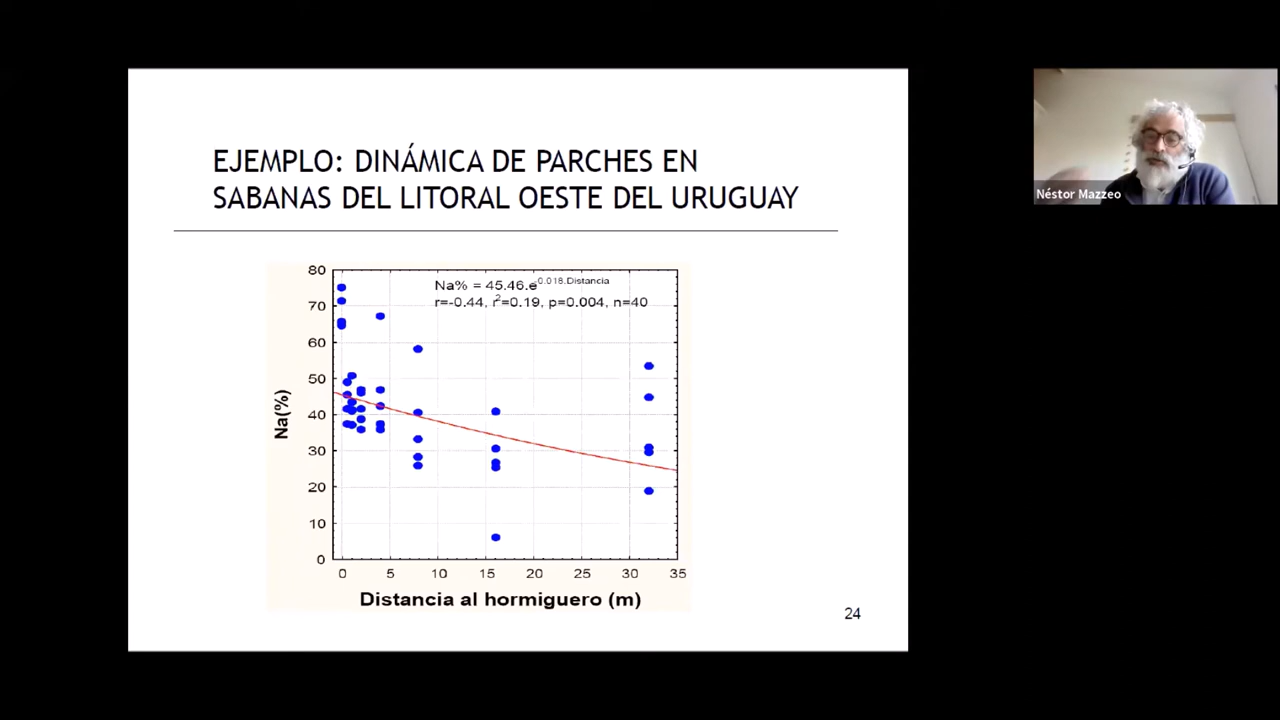 EJEMPLO: DINÁMICA DE PARCHES EN
SABANAS DEL LITORAL OESTE DEL URUGUAY
Na% = 45.46.e^-0.018.Distancia
r=-0.44, r²=0.19, p=0.004, n=40
80
70
60
50
40
30
20
10
0
Na(%)
0 5 10 15 20 25 30 35
Distancia al hormiguero (m)
24
Néstor Mazzeo